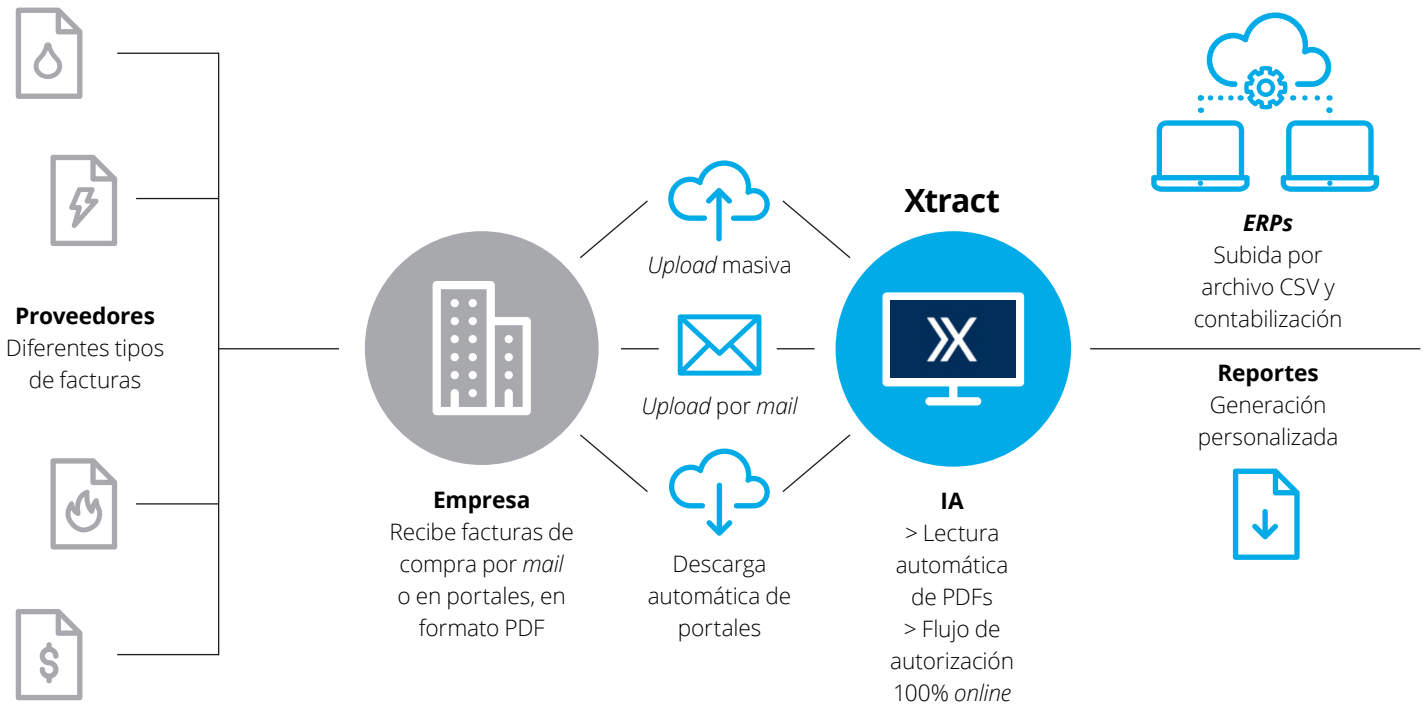 Proveedores
Diferentes tipos
de facturas
Empresa
Recibe facturas de
compra por mail
o en portales, en
formato PDF
Upload masiva
Upload por mail
Descarga
automática de
portales
Xtract
IA
> Lectura
automática
de PDFs
> Flujo de
autorización
100% online
ERPs
Subida por
archivo CSV y
contabilización
Reportes
Generación
personalizada